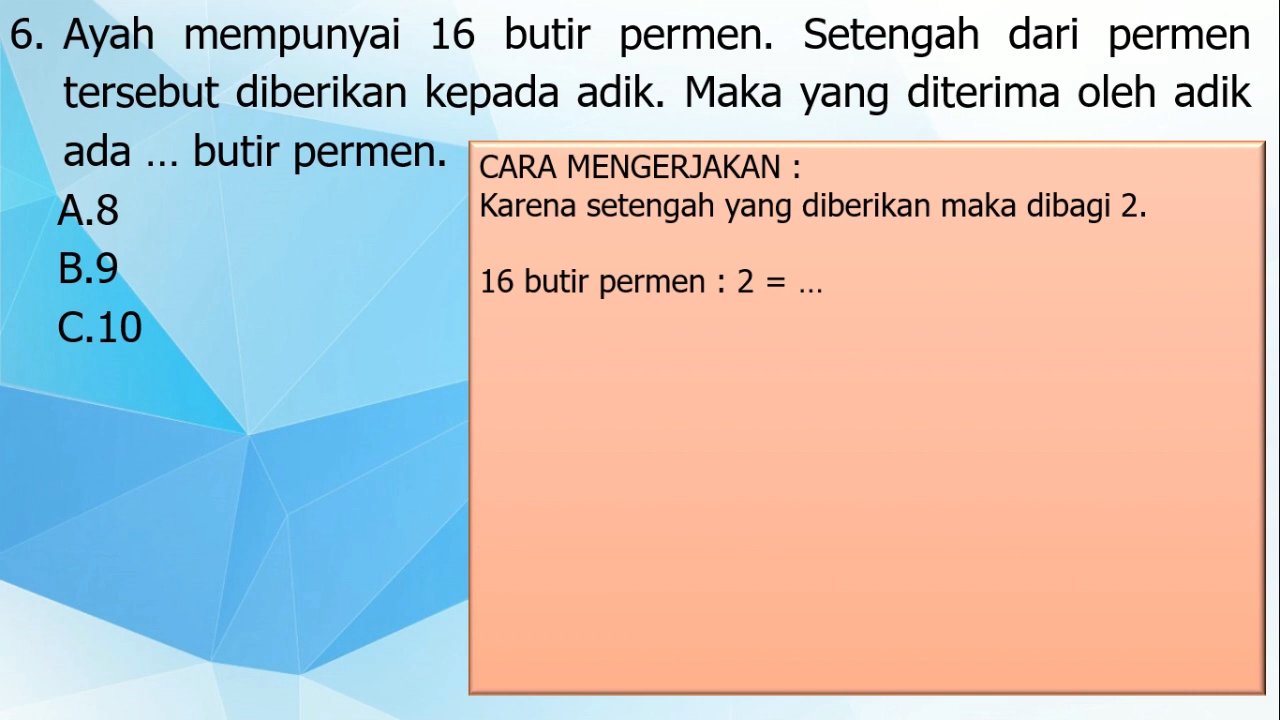 6. Ayah mempunyai 16 butir permen. Setengah dari permen
tersebut diberikan kepada adik. Maka yang diterima oleh adik
ada … butir permen.
A.8
B.9
C.10
CARA MENGERJAKAN :
Karena setengah yang diberikan maka dibagi 2.
16 butir permen : 2 = …